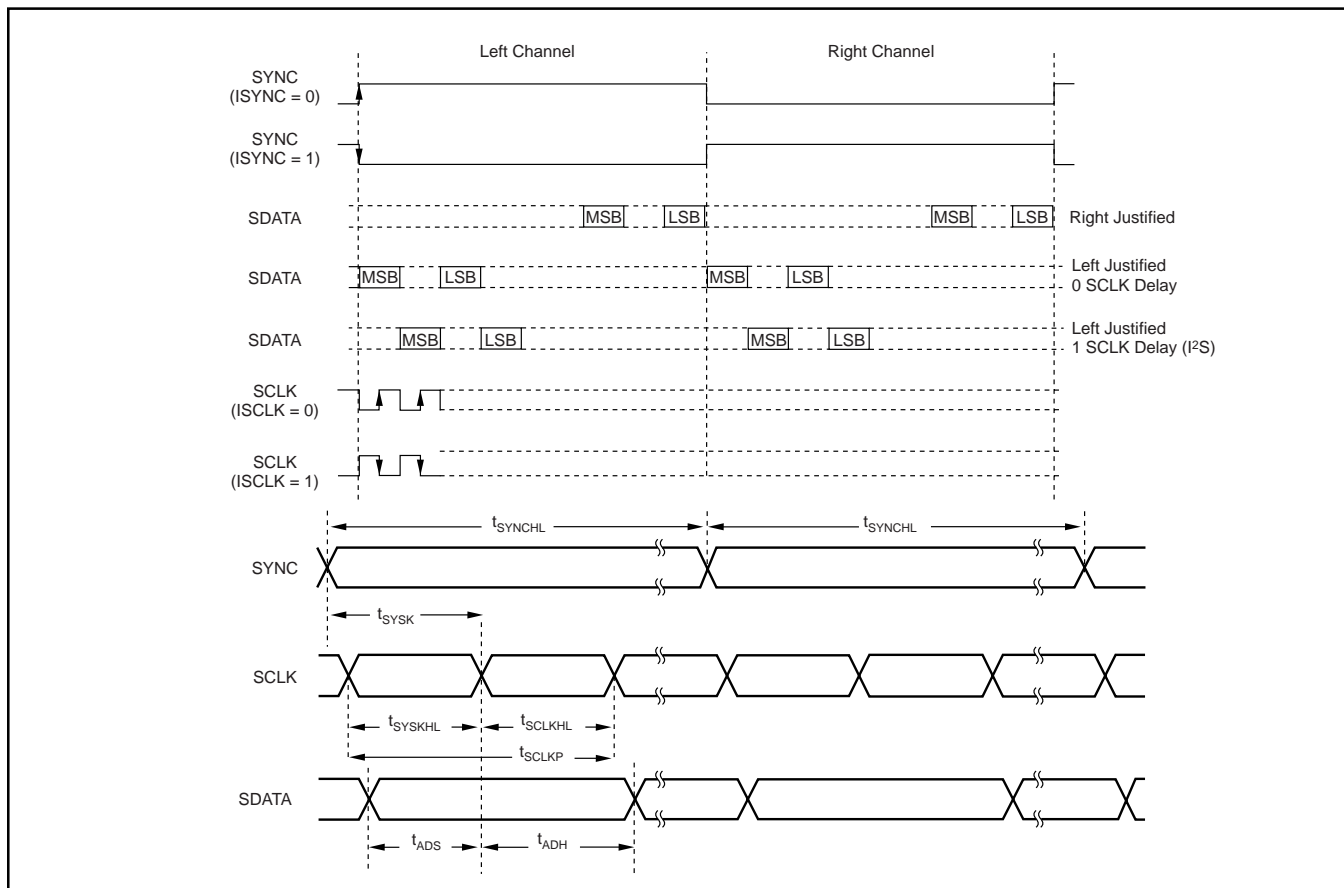 Left Channel Right Channel
SYNC
(ISYNC = 0)
SYNC
(ISYNC = 1)
SDATA MSB LSB MSB LSB Right Justified
SDATA MSB LSB MSB LSB Left Justified
0 SCLK Delay
SDATA MSB LSB MSB LSB Left Justified
1 SCLK Delay (I²S)
SCLK
(ISCLK = 0)
SCLK
(ISCLK = 1)
tSYNCHL tSYNCHL
SYNC
tSYSK
SCLK
tSYSKHL tSCLKHL
tSCLKP
SDATA
tADS tADH